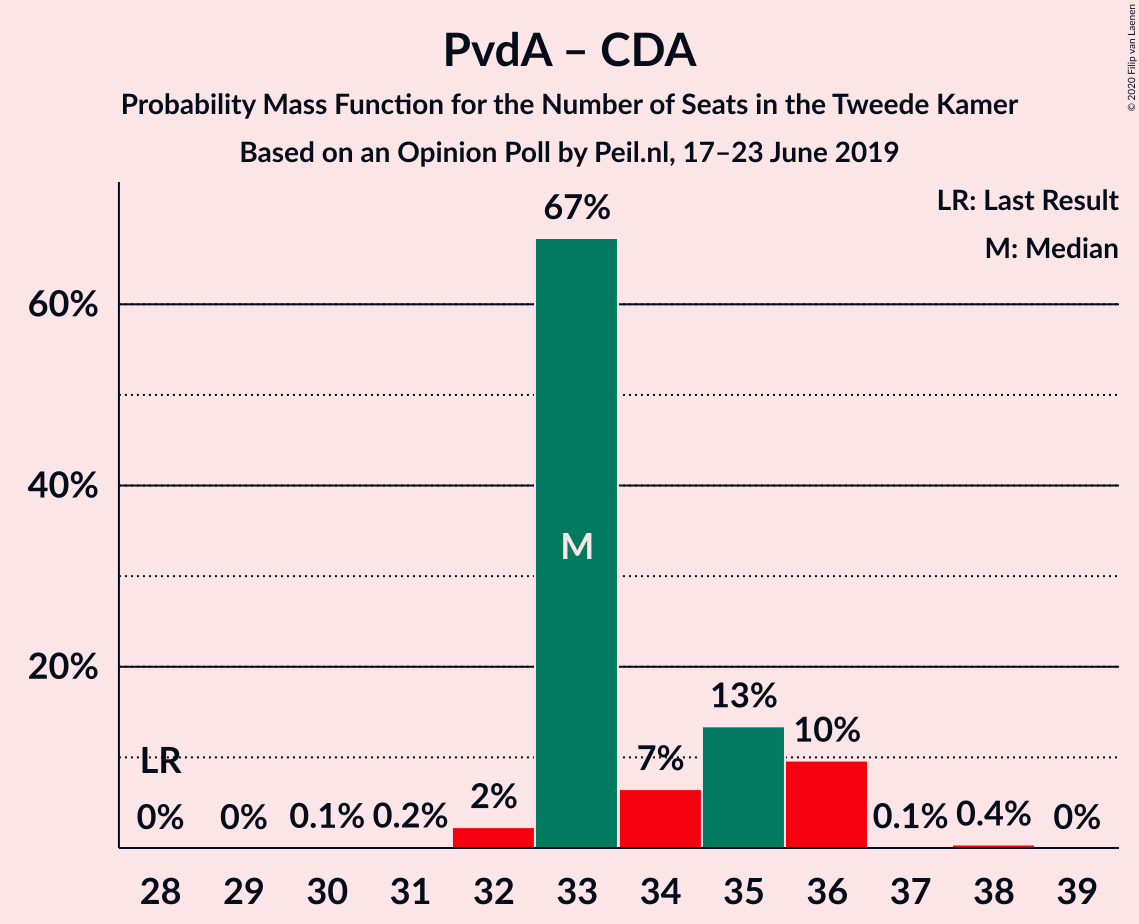 PvdA – CDA
Probability Mass Function for the Number of Seats in the Tweede Kamer
Based on an Opinion Poll by Peil.nl, 17–23 June 2019
© 2020 Filip van Laenen
LR: Last Result
M: Median
60%
40%
20%
LR
0%
0%
0.1%
0.2%
2%
67%
M
7%
13%
10%
0.1%
0.4%
0%
28 29 30 31 32 33 34 35 36 37 38 39